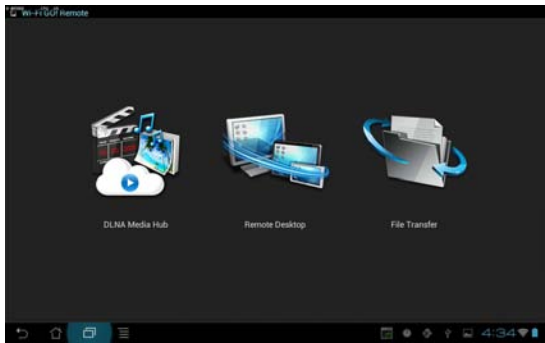 Wi-Fi GO! Remote
DLNA Media Hub
Remote Desktop
File Transfer
4:34